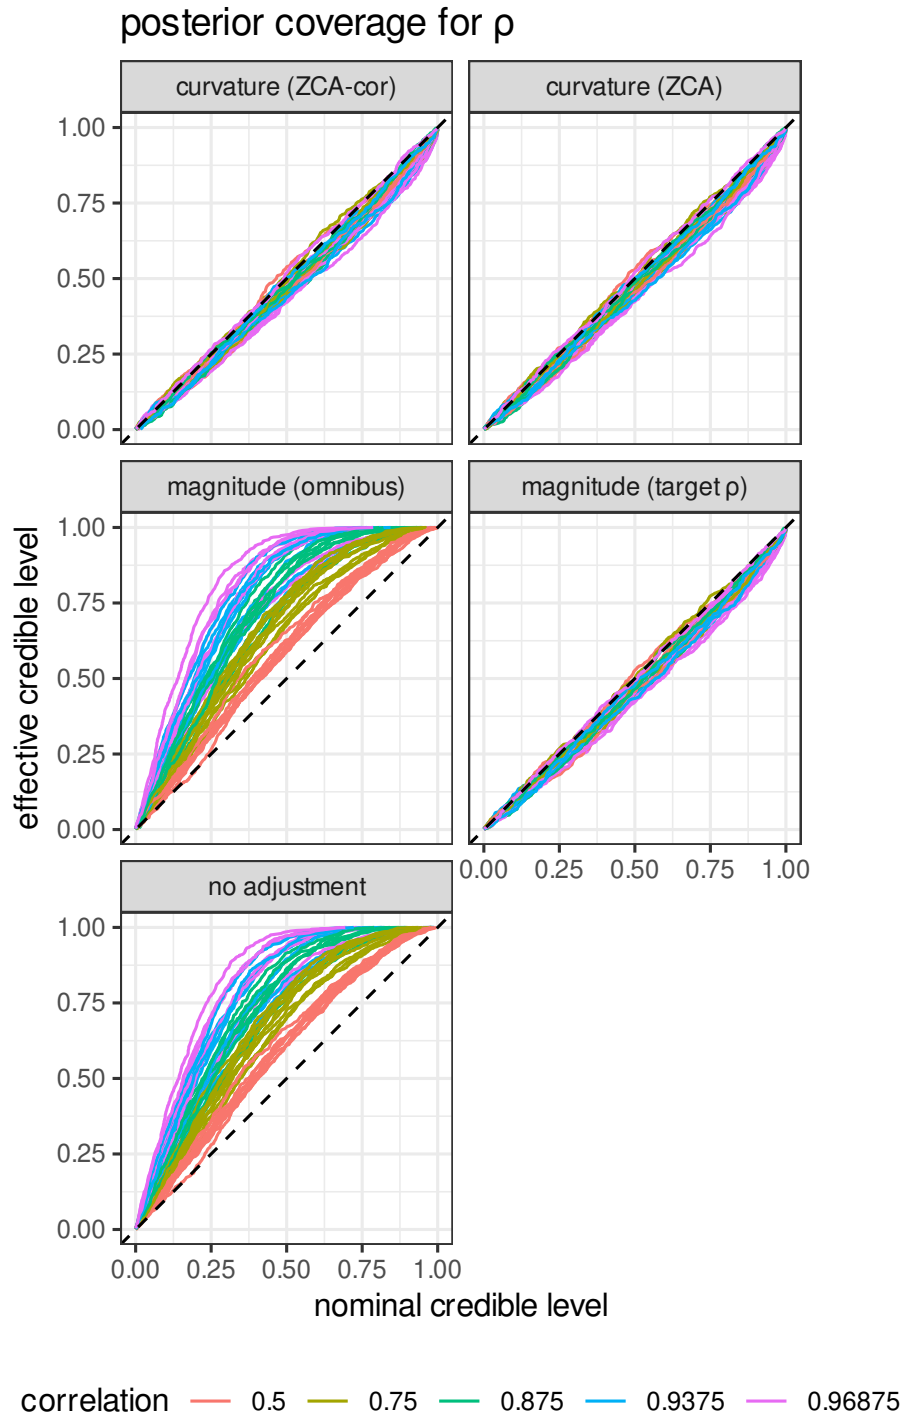 posterior coverage for ρ
curvature (ZCA-cor)
curvature (ZCA)
1.00
0.75
0.50
0.25
0.00
magnitude (omnibus)
magnitude (target ρ)
1.00
0.75
0.50
0.25
0.00
0.00 0.25 0.50 0.75 1.00
no adjustment
1.00
0.75
0.50
0.25
0.00
0.00 0.25 0.50 0.75 1.00
effective credible level
nominal credible level
correlation 0.5 0.75 0.875 0.9375 0.96875